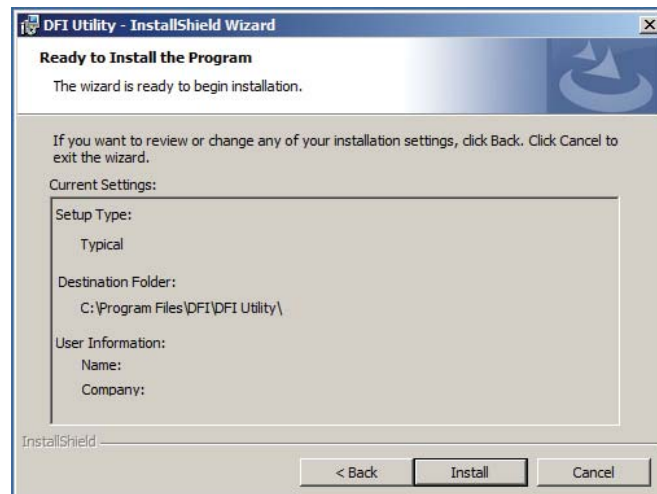 DFI Utility - InstallShield Wizard
Ready to Install the Program
The wizard is ready to begin installation.
If you want to review or change any of your installation settings, click Back. Click Cancel to
exit the wizard.
Current Settings:
Setup Type:
Typical
Destination Folder:
C:\Program Files\DFI\DFI Utility\
User Information:
Name:
Company:
InstallShield
< Back
Install
Cancel